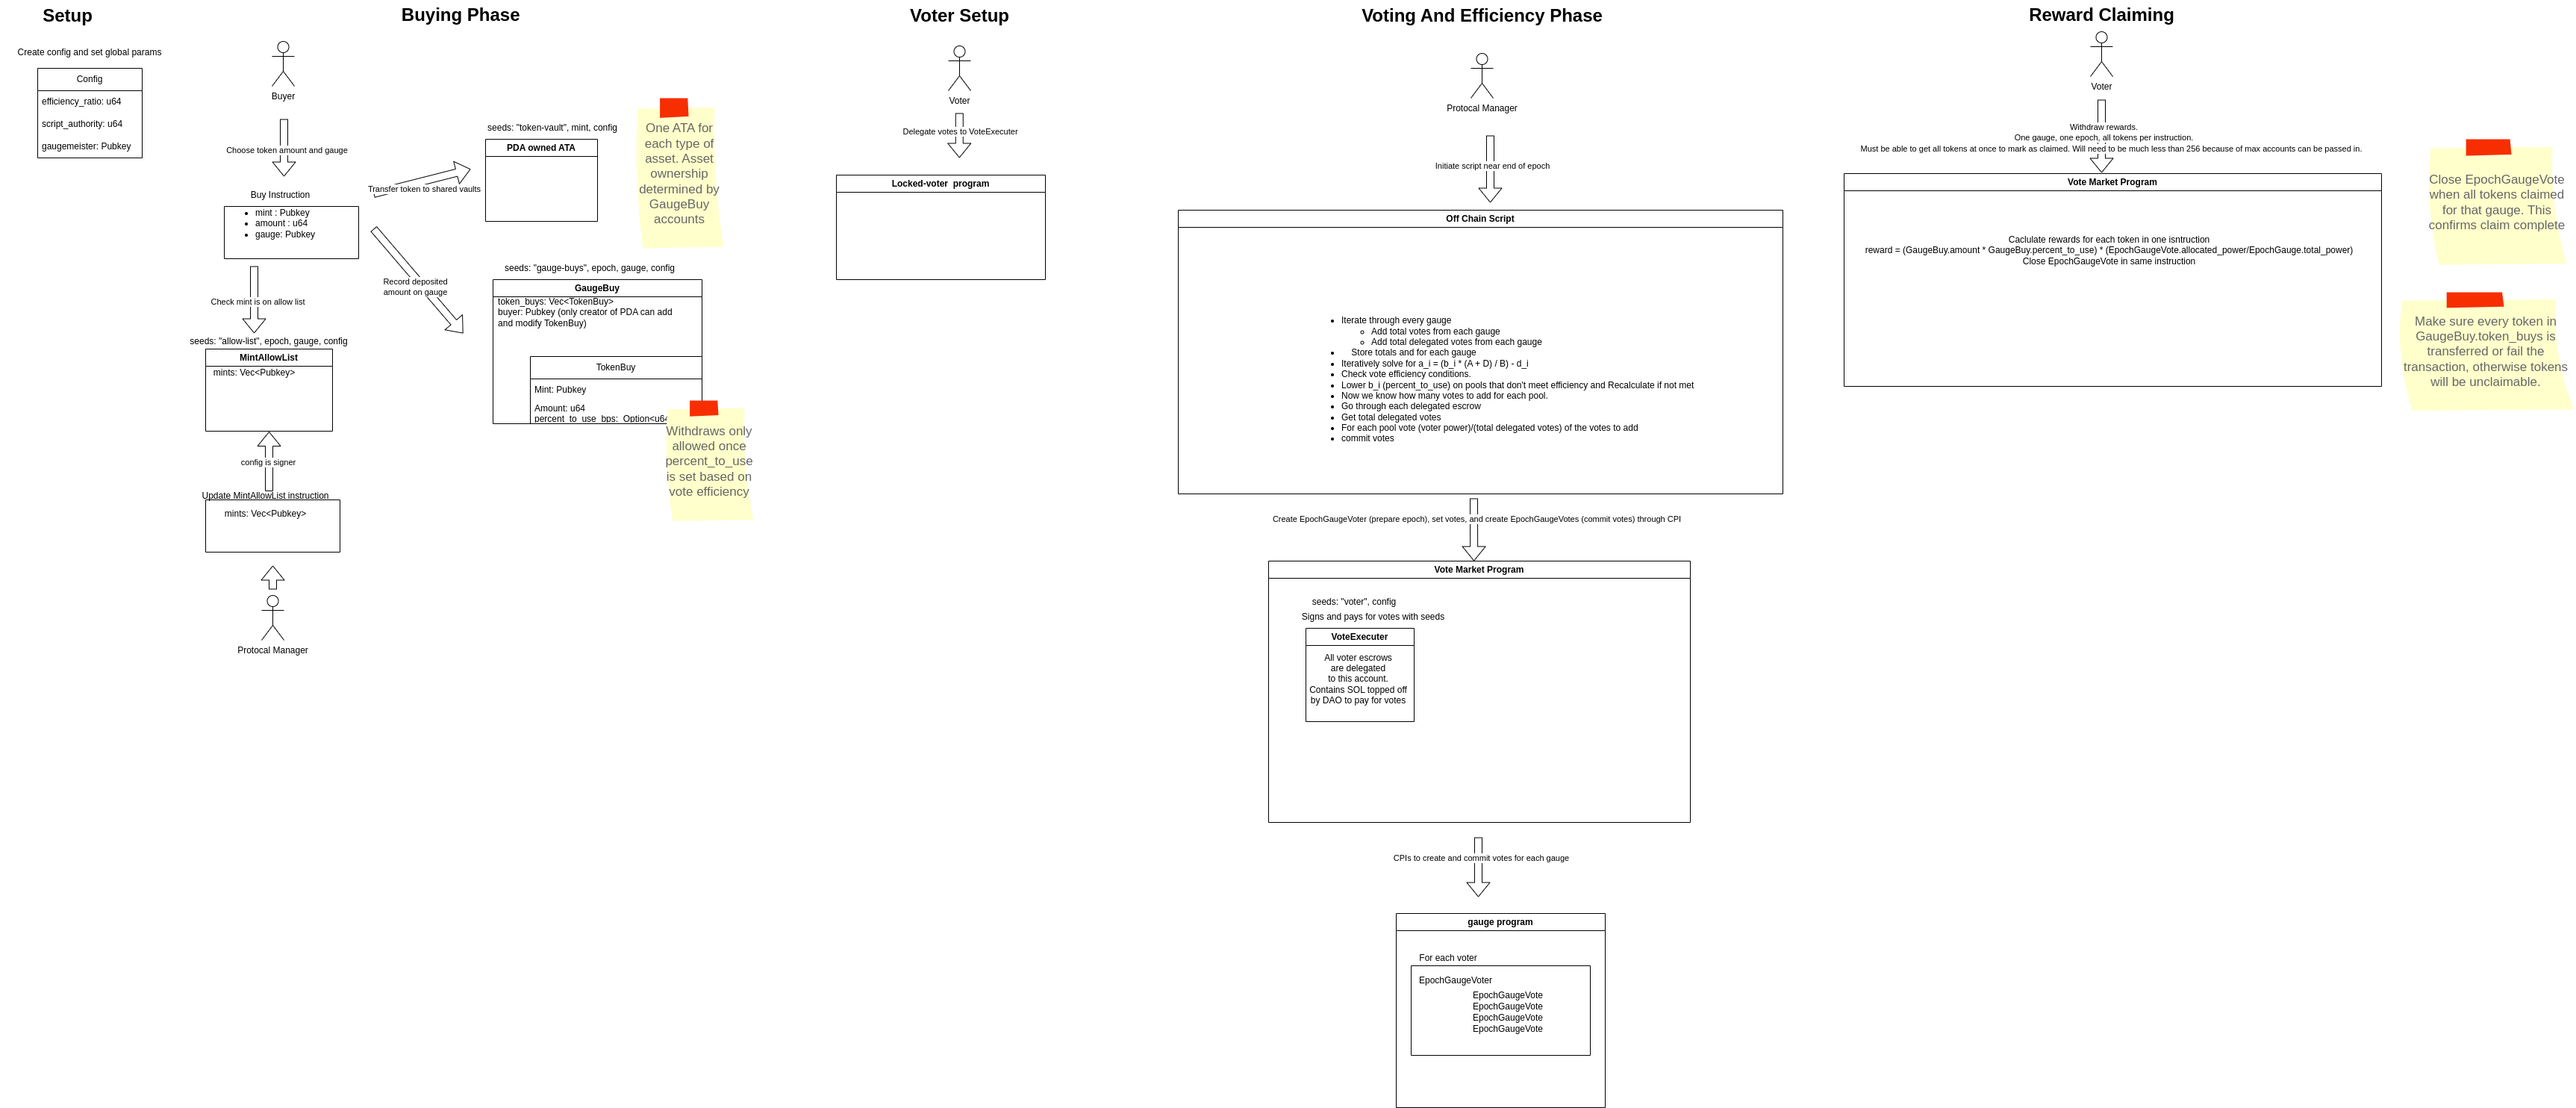 Setup
Create config and set global params
Config
efficiency_ratio: u64
script_authority: u64
gaugemeister: Pubkey
Buying Phase
Buyer
Choose token amount and gauge
Buy Instruction
mint : Pubkey
amount : u64
gauge: Pubkey
Check mint is on allow list
seeds: "allow-list", epoch, gauge, config
MintAllowList
mints: Vec<Pubkey>
config is signer
Update MintAllowList instruction
mints: Vec<Pubkey>
Protocal Manager
Transfer token to shared vaults
seeds: "token-vault", mint, config
PDA owned ATA
One ATA for
each type of
asset. Asset
ownership
determined by
GaugeBuy
accounts
Record deposited
amount on gauge
seeds: "gauge-buys", epoch, gauge, config
GaugeBuy
token_buys: Vec<TokenBuy>
buyer: Pubkey (only creator of PDA can add
and modify TokenBuy)
TokenBuy
Mint: Pubkey
Amount: u64
percent_to_use_bps: Option<u64
Withdraws only
allowed once
percent_to_use
is set based on
vote efficiency
Voter Setup
Voter
Delegate votes to VoteExecuter
Locked-voter program
Voting And Efficiency Phase
Protocal Manager
Initiate script near end of epoch
Off Chain Script
Iterate through every gauge
Add total votes from each gauge
Add total delegated votes from each gauge
Store totals and for each gauge
Iteratively solve for a_i = (b_i * (A + D) / B) - d_i
Check vote efficiency conditions.
Lower b_i (percent_to_use) on pools that don't meet efficiency and Recalculate if not met
Now we know how many votes to add for each pool.
Go through each delegated escrow
Get total delegated votes
For each pool vote (voter power)/(total delegated votes) of the votes to add
commit votes
Create EpochGaugeVoter (prepare epoch), set votes, and create EpochGaugeVotes (commit votes) through CPI
Vote Market Program
seeds: "voter", config
Signs and pays for votes with seeds
VoteExecuter
All voter escrows
are delegated
to this account.
Contains SOL topped off
by DAO to pay for votes
CPIs to create and commit votes for each gauge
gauge program
For each voter
EpochGaugeVoter
EpochGaugeVote
EpochGaugeVote
EpochGaugeVote
EpochGaugeVote
Reward Claiming
Voter
Withdraw rewards.
One gauge, one epoch, all tokens per instruction.
Must be able to get all tokens at once to mark as claimed. Will need to be much less than 256 because of max accounts can be passed in.
Vote Market Program
Caclulate rewards for each token in one isntruction
reward = (GaugeBuy.amount * GaugeBuy.percent_to_use) * (EpochGaugeVote.allocated_power/EpochGauge.total_power)
Close EpochGaugeVote in same instruction
Close EpochGaugeVote
when all tokens claimed
for that gauge. This
confirms claim complete
Make sure every token in
GaugeBuy.token_buys is
transferred or fail the
transaction, otherwise tokens
will be unclaimable.